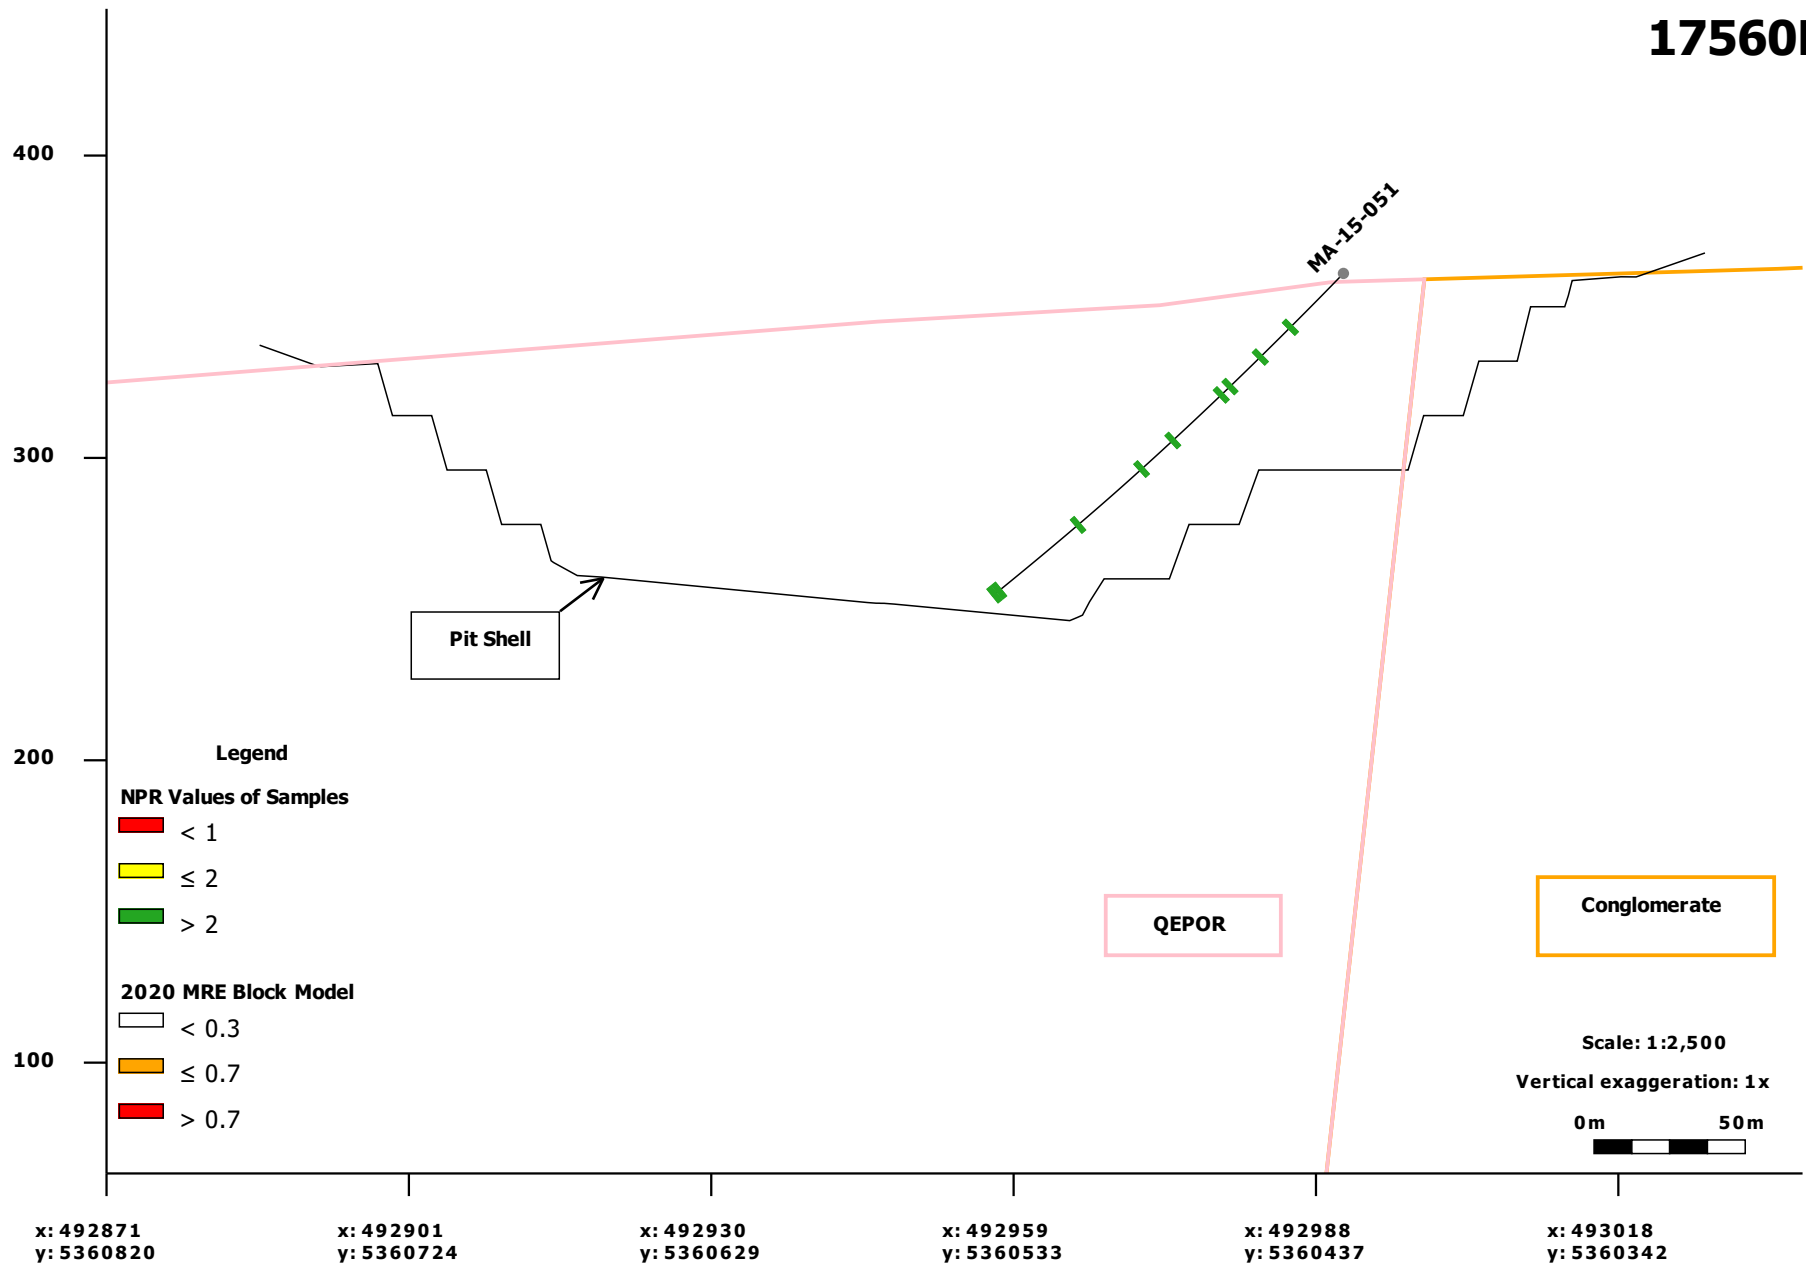 17560
400
MA-15-051
300
Pit Shell
200
Legend
NPR Values of Samples
< 1
≤ 2
> 2
QEPOR
Conglomerate
2020 MRE Block Model
< 0.3
≤ 0.7
> 0.7
100
Scale: 1:2,500
Vertical exaggeration: 1x
0m 50m
x: 492871 x: 492901 x: 492930 x: 492959 x: 492988 x: 493018
y: 5360820 y: 5360724 y: 5360629 y: 5360533 y: 5360437 y: 5360342